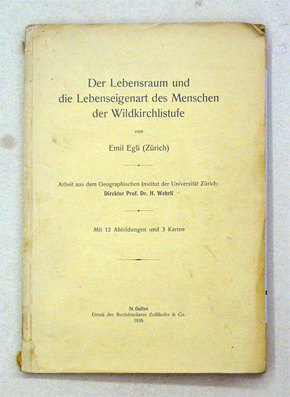 Der Lebensraum und
die Lebenseigenart des Menschen
der Wildkirchlistufe
von
Emil Egli (Zürich)
Arbeit aus dem Geographischen Institut der Universität Zürich:
Direktor Prof. Dr. H. Wehrli
Mit 12 Abbildungen und 3 Karten
St. Gallen
Druck der Buchdruckerei Zollikofer & Co.